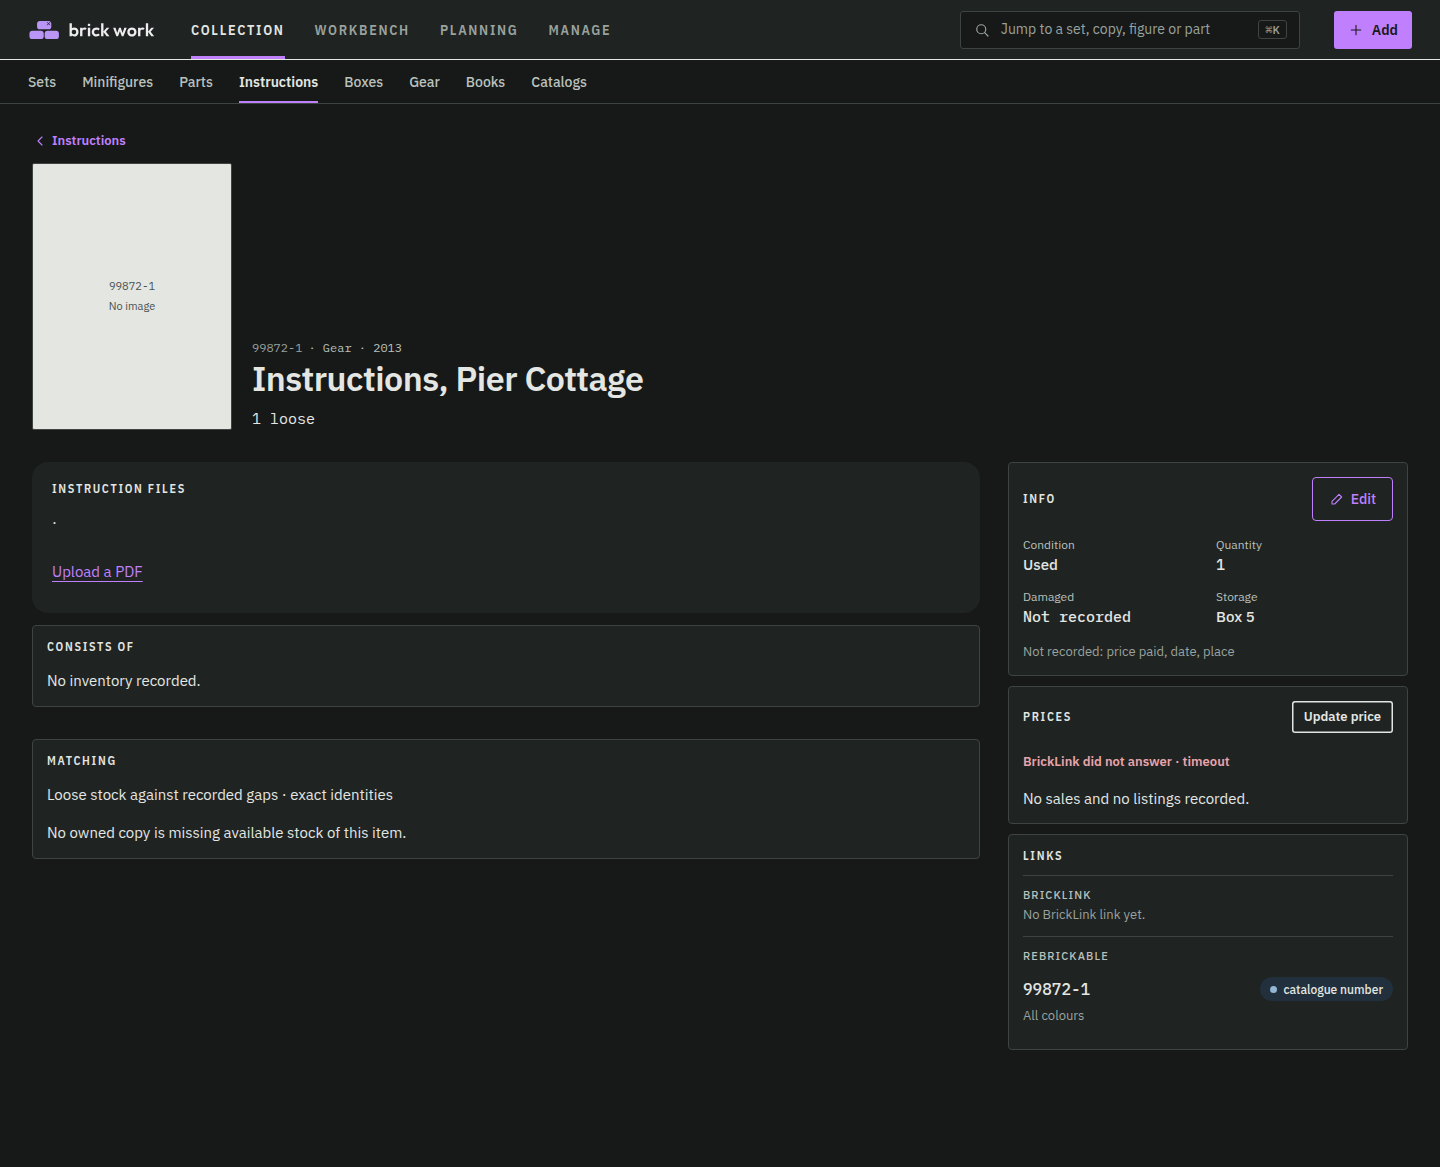 brick work
COLLECTION
WORKBENCH
PLANNING
MANAGE
Jump to a set, copy, figure or part
⌘K
Add
Sets
Minifigures
Parts
Instructions
Boxes
Gear
Books
Catalogs
Instructions
99872-1
No image
99872-1 · Gear · 2013
Instructions, Pier Cottage
1 loose
INSTRUCTION FILES
.
Upload a PDF
CONSISTS OF
No inventory recorded.
MATCHING
Loose stock against recorded gaps · exact identities
No owned copy is missing available stock of this item.
INFO
Edit
Condition
Used
Quantity
1
Damaged
Not recorded
Storage
Box 5
Not recorded: price paid, date, place
PRICES
Update price
BrickLink did not answer · timeout
No sales and no listings recorded.
LINKS
BRICKLINK
No BrickLink link yet.
REBRICKABLE
99872-1
catalogue number
All colours